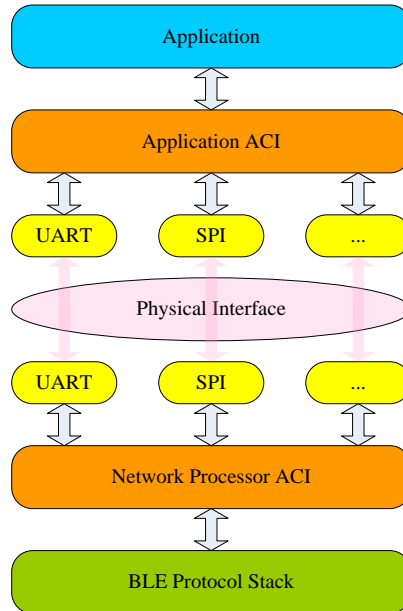 Application
Application ACI
UART SPI ...
Physical Interface
UART SPI ...
Network Processor ACI
BLE Protocol Stack